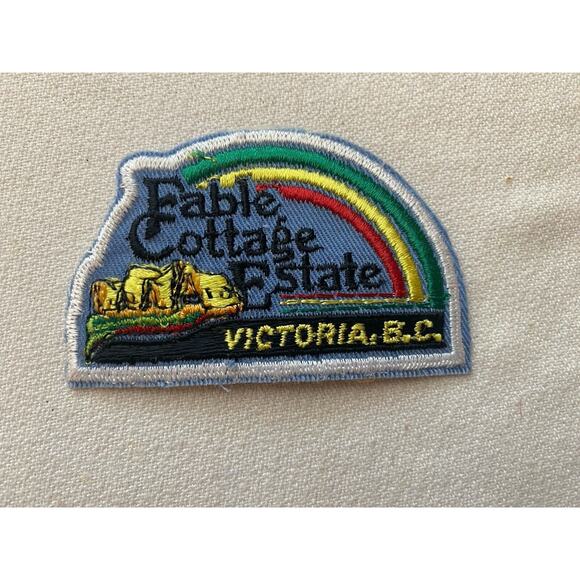 Fable
Cottage
Estate
VICTORIA, B.C.